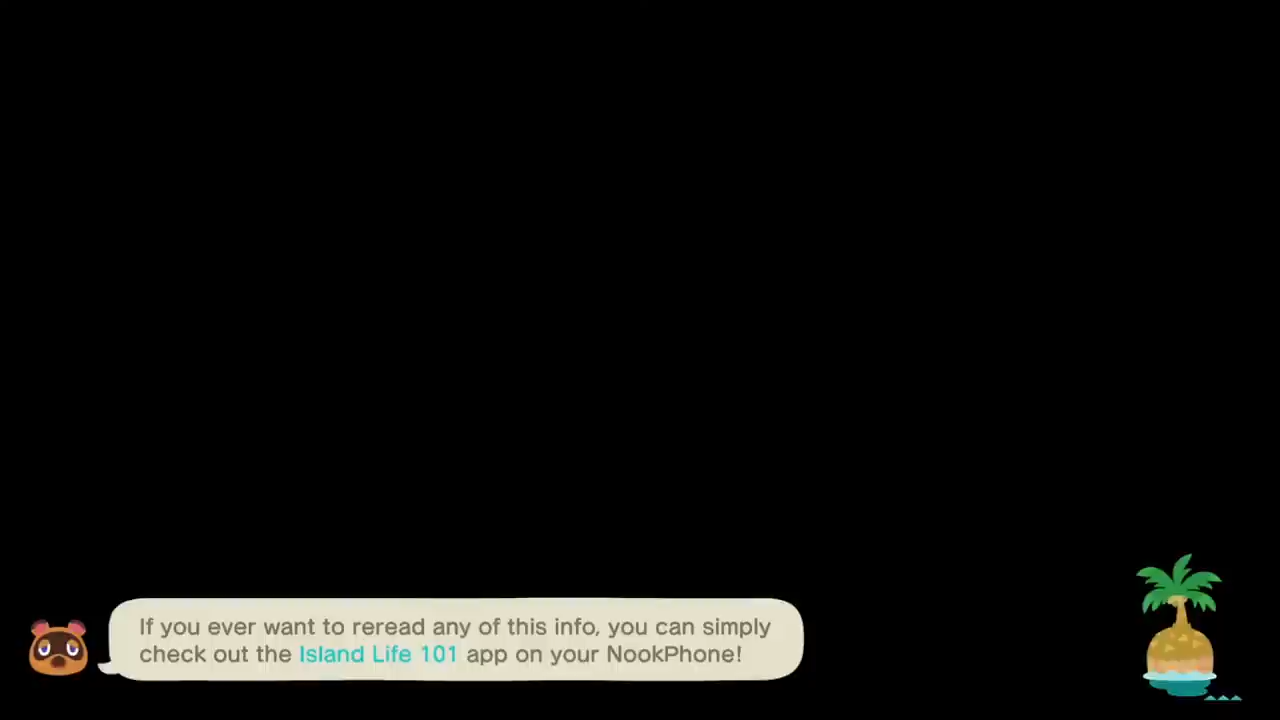 If you ever want to reread any of this info, you can simply
check out the Island Life 101 app on your NookPhone!